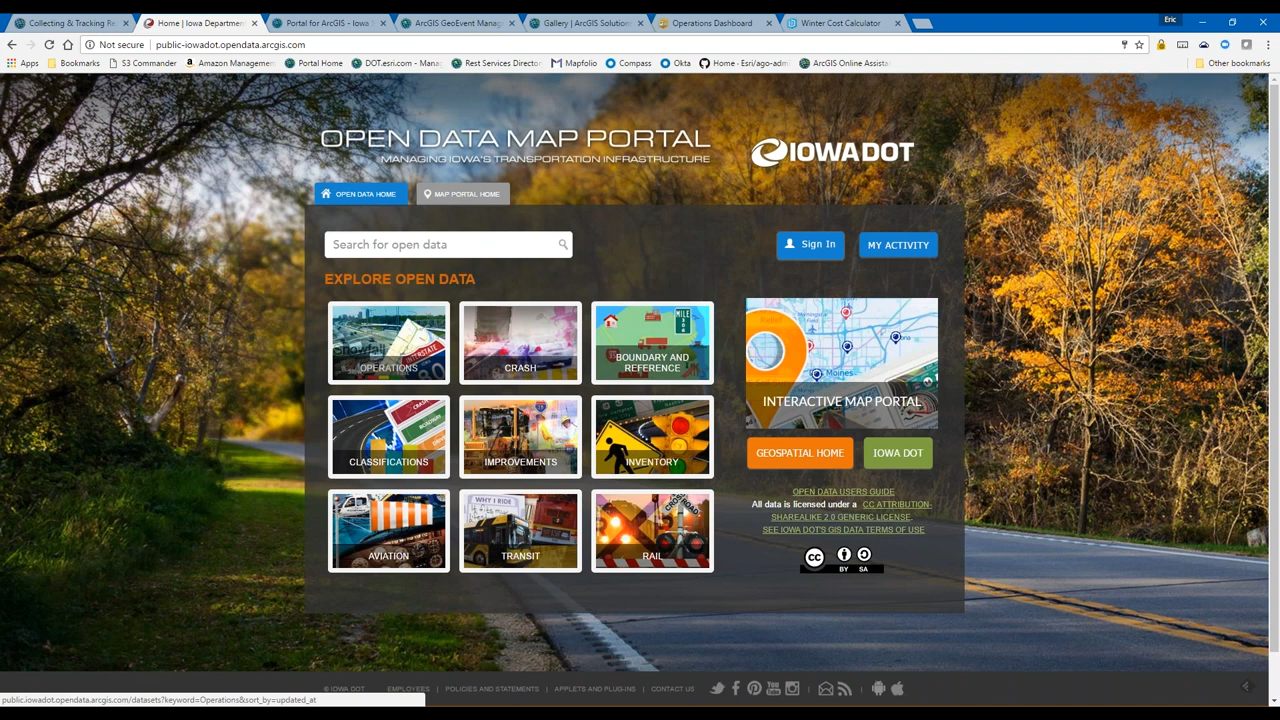 Collecting & Tracking Re
Home | Iowa Departmen
Portal for ArcGIS - Iowa
ArcGIS GeoEvent Manag
Gallery | ArcGIS Solution
Operations Dashboard
Winter Cost Calculator
Eric
Not secure | public-iowadot.opendata.arcgis.com
Apps
Bookmarks
S3 Commander
Amazon Managemen
Portal Home
DOT.esri.com - Mana
Rest Services Director
Mapfolio
Compass
Okta
Home · Esri/ago-adm
ArcGIS Online Assista
Other bookmarks
OPEN DATA MAP PORTAL
MANAGING IOWA'S TRANSPORTATION INFRASTRUCTURE
IOWADOT
OPEN DATA HOME
MAP PORTAL HOME
Search for open data
Sign In
MY ACTIVITY
EXPLORE OPEN DATA
OPERATIONS
CRASH
BOUNDARY AND
REFERENCE
INTERACTIVE MAP PORTAL
CLASSIFICATIONS
IMPROVEMENTS
INVENTORY
GEOSPATIAL HOME
IOWA DOT
OPEN DATA USERS GUIDE
All data is licensed under a CC ATTRIBUTION-
SHAREALIKE 2.0 GENERIC LICENSE.
SEE IOWA DOT'S GIS DATA TERMS OF USE
WHY I RIDE
AVIATION
TRANSIT
RAIL
CC BY SA
© IOWA DOT
EMPLOYEES | POLICIES AND STATEMENTS | APPLETS AND PLUG-INS | CONTACT US
public.iowadot.opendata.arcgis.com/datasets?keyword=Operations&sort_by=updated_at